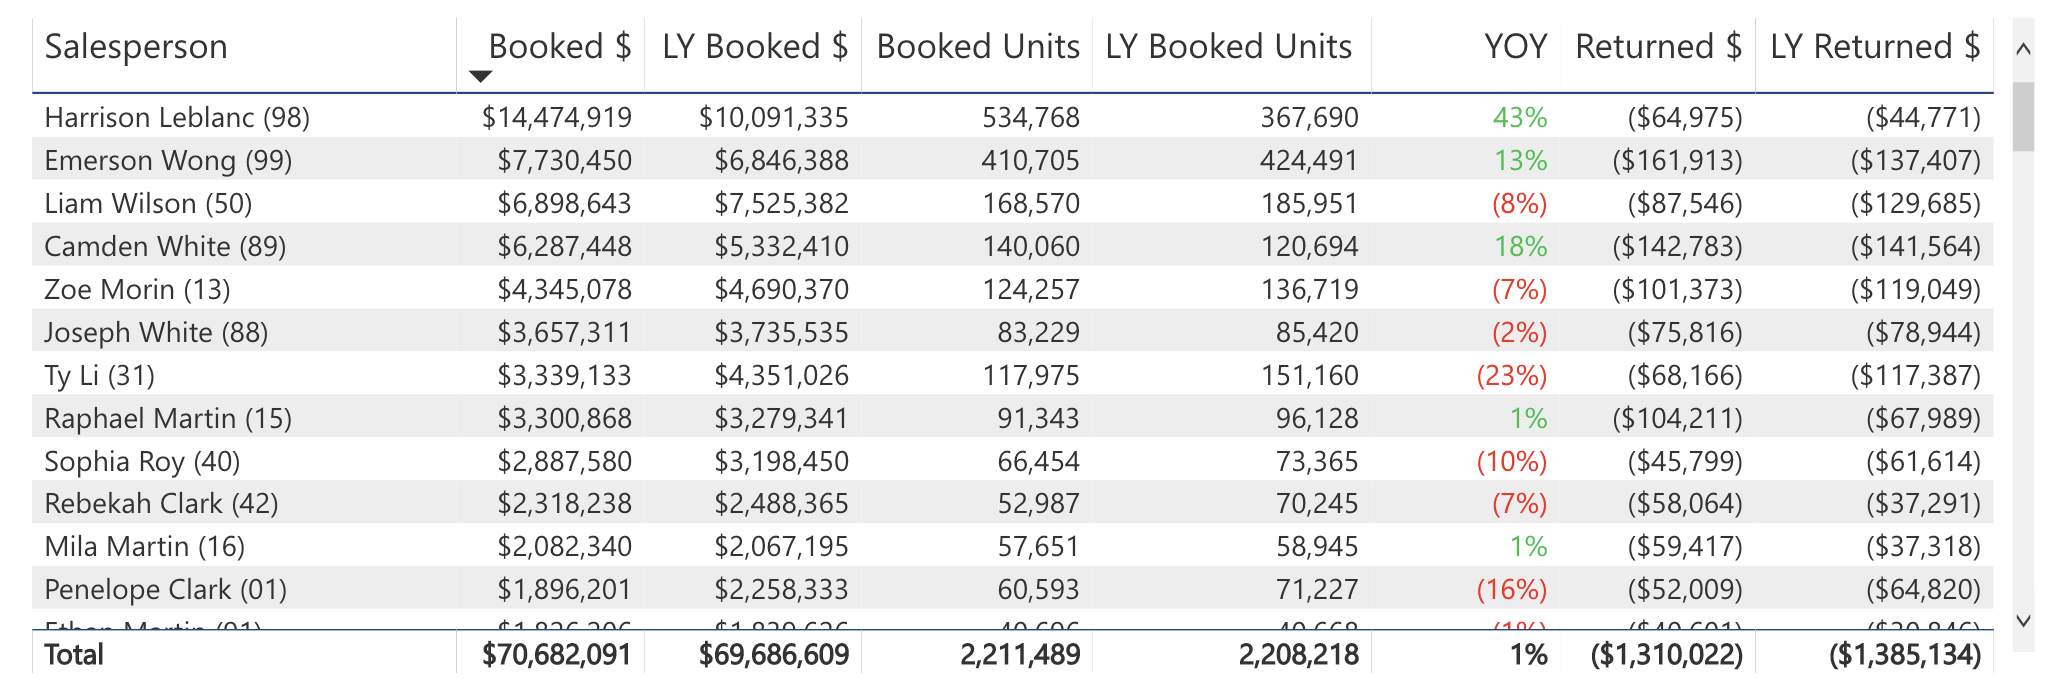 Salesperson Booked $ LY Booked $ Booked Units LY Booked Units YOY Returned $ LY Returned $
Harrison Leblanc (98) $14,474,919 $10,091,335 534,768 367,690 43% ($64,975) ($44,771)
Emerson Wong (99) $7,730,450 $6,846,388 410,705 424,491 13% ($161,913) ($137,407)
Liam Wilson (50) $6,898,643 $7,525,382 168,570 185,951 (8%) ($87,546) ($129,685)
Camden White (89) $6,287,448 $5,332,410 140,060 120,694 18% ($142,783) ($141,564)
Zoe Morin (13) $4,345,078 $4,690,370 124,257 136,719 (7%) ($101,373) ($119,049)
Joseph White (88) $3,657,311 $3,735,535 83,229 85,420 (2%) ($75,816) ($78,944)
Ty Li (31) $3,339,133 $4,351,026 117,975 151,160 (23%) ($68,166) ($117,387)
Raphael Martin (15) $3,300,868 $3,279,341 91,343 96,128 1% ($104,211) ($67,989)
Sophia Roy (40) $2,887,580 $3,198,450 66,454 73,365 (10%) ($45,799) ($61,614)
Rebekah Clark (42) $2,318,238 $2,488,365 52,987 70,245 (7%) ($58,064) ($37,291)
Mila Martin (16) $2,082,340 $2,067,195 57,651 58,945 1% ($59,417) ($37,318)
Penelope Clark (01) $1,896,201 $2,258,333 60,593 71,227 (16%) ($52,009) ($64,820)
Total $70,682,091 $69,686,609 2,211,489 2,208,218 1% ($1,310,022) ($1,385,134)